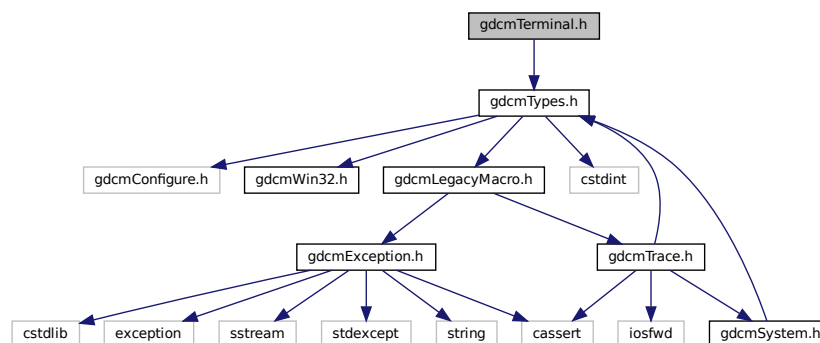 gdcmTerminal.h
gdcmTypes.h
gdcmConfigure.h
gdcmWin32.h
gdcmLegacyMacro.h
cstdint
gdcmException.h
gdcmTrace.h
cstdlib
exception
sstream
stdexcept
string
cassert
iosfwd
gdcmSystem.h